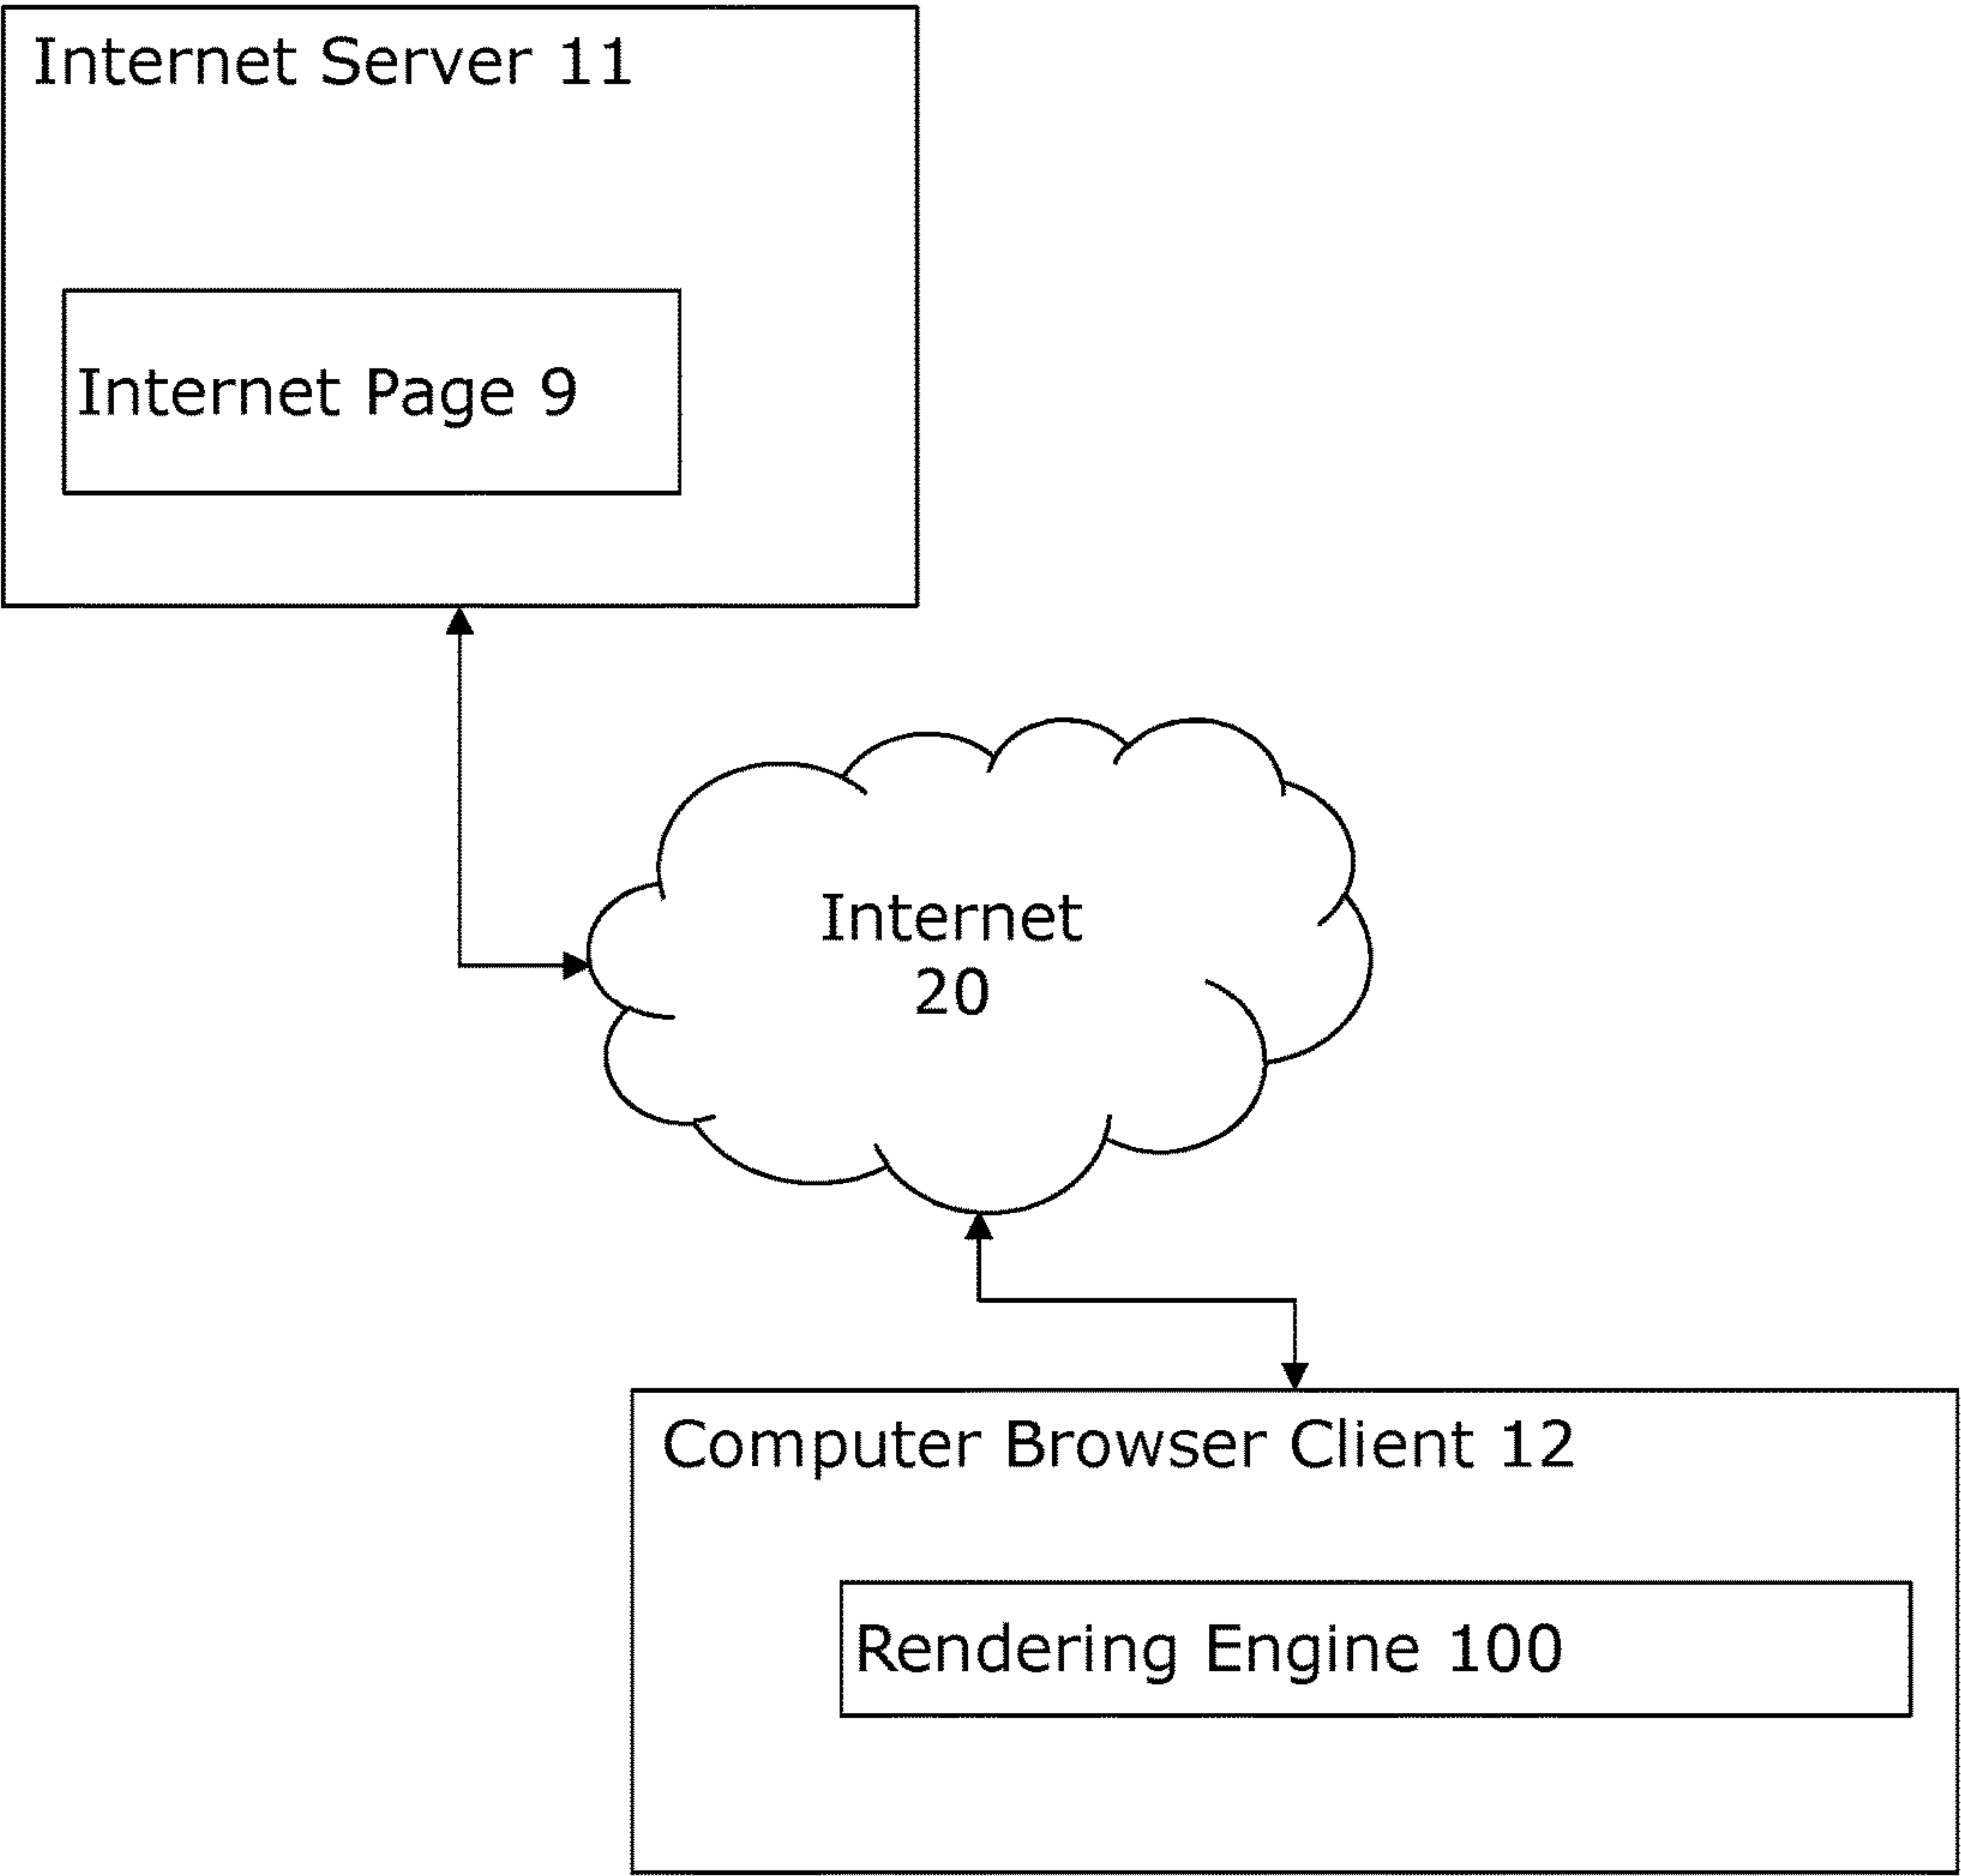 Internet Server 11
Internet Page 9
Internet
20
Computer Browser Client 12
Rendering Engine 100